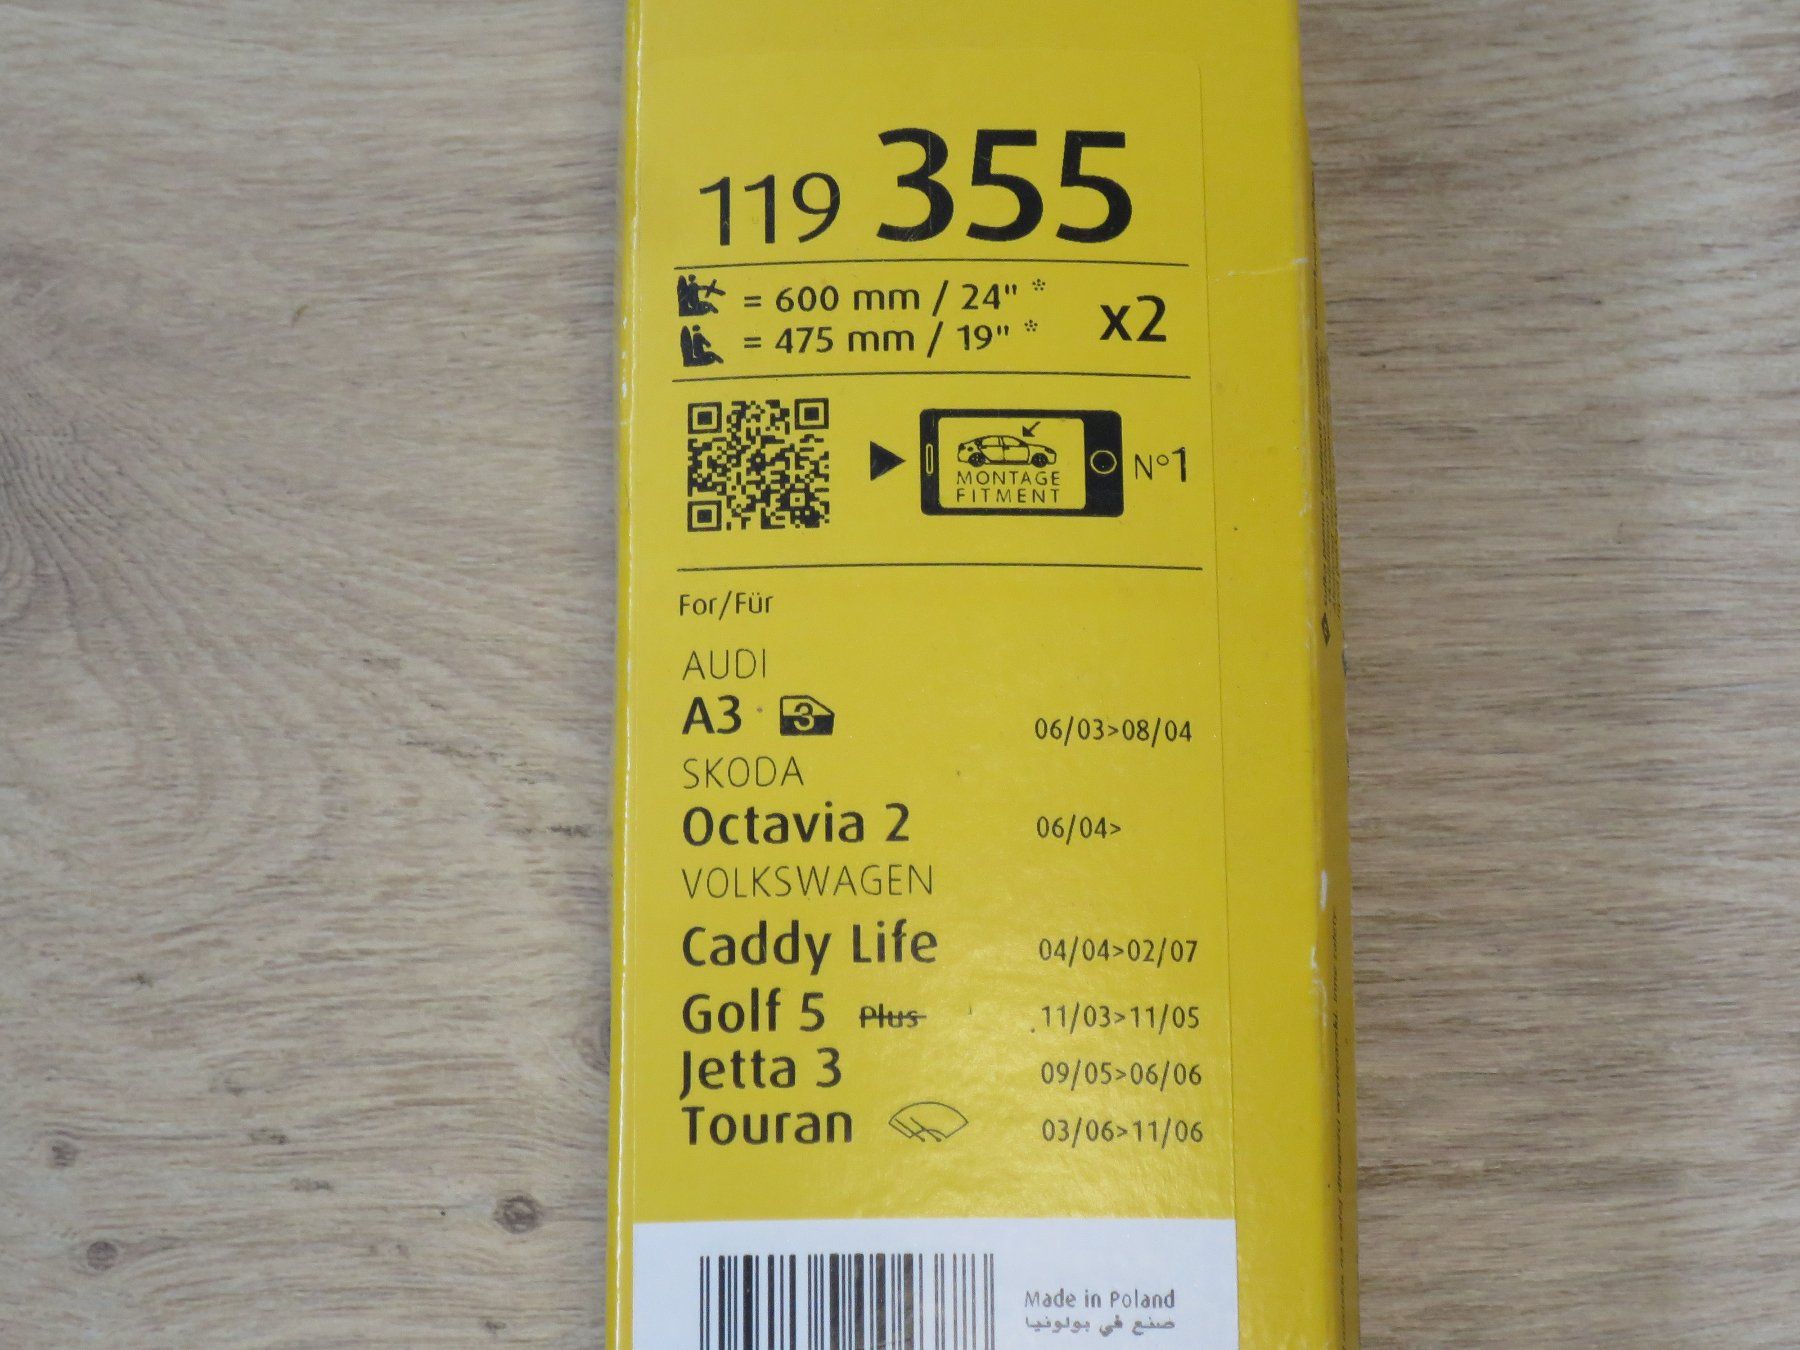 119 355
= 600 mm / 24" *
= 475 mm / 19" *
x2
MONTAGE
FITMENT
N°1
For/Für
AUDI
A3 3 06/03>08/04
SKODA
Octavia 2 06/04>
VOLKSWAGEN
Caddy Life 04/04>02/07
Golf 5 Plus 11/03>11/05
Jetta 3 09/05>06/06
Touran 03/06>11/06
Made in Poland
صنع في بولونيا